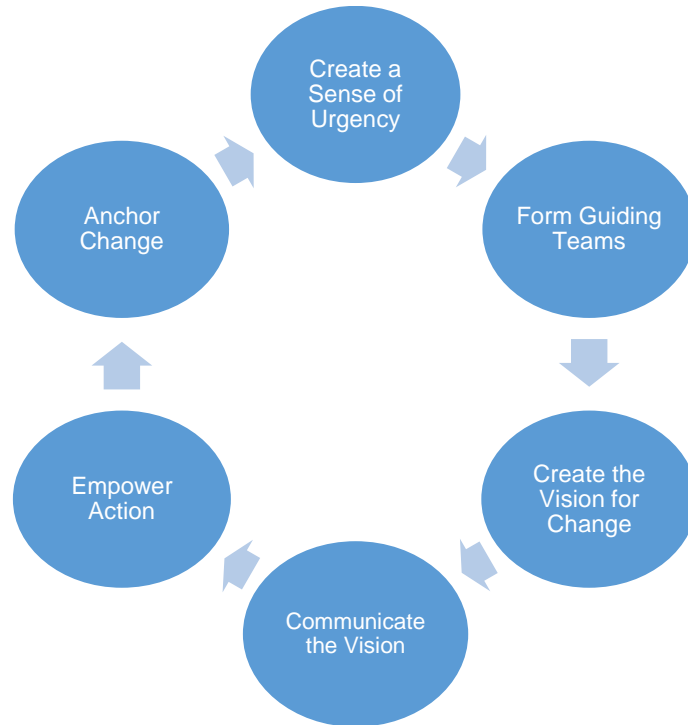 Create a
Sense of
Urgency
Form Guiding
Teams
Create the
Vision for
Change
Communicate
the Vision
Empower
Action
Anchor
Change